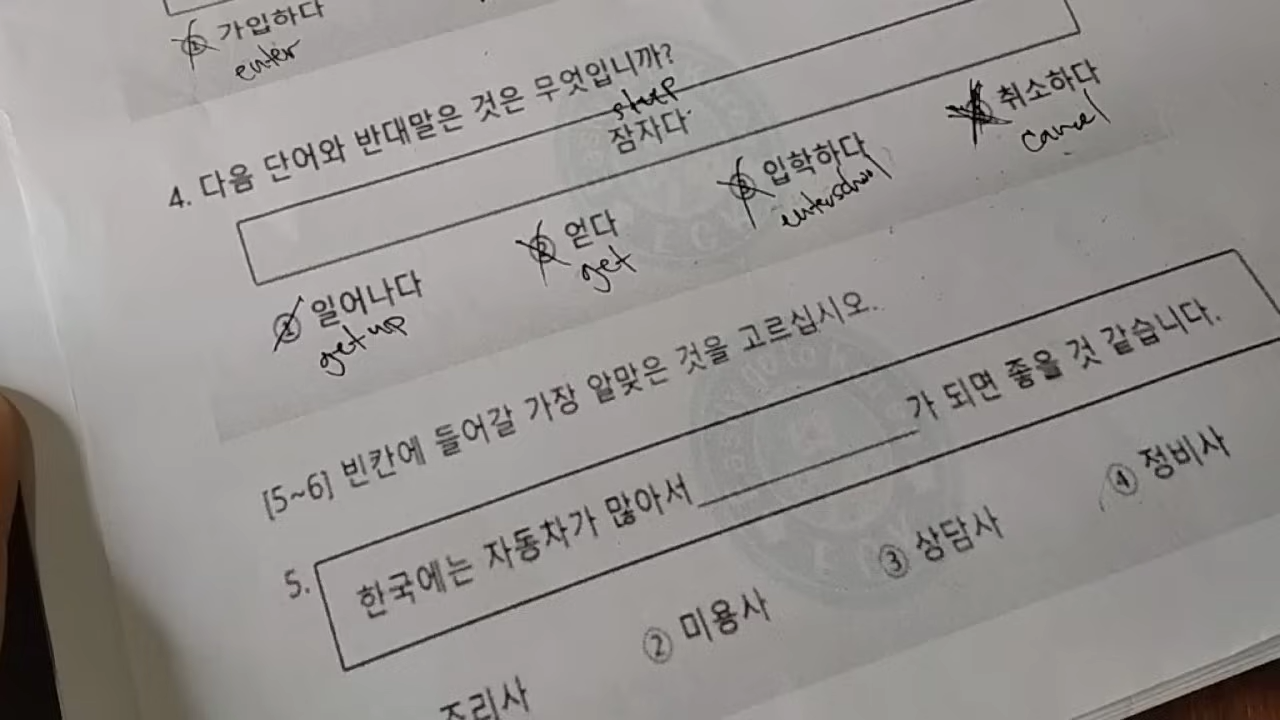 가입하다
enter
4. 다음 단어와 반대말은 것은 무엇입니까?
sleep
잠자다
① 일어나다 ② 얻다 ③ 입학하다 ④ 취소하다
get up get enter school cancel
[5~6] 빈칸에 들어갈 가장 알맞은 것을 고르십시오.
5. 한국에는 자동차가 많아서 __________가 되면 좋을 것 같습니다.
조리사 ② 미용사 ③ 상담사 ④ 정비사